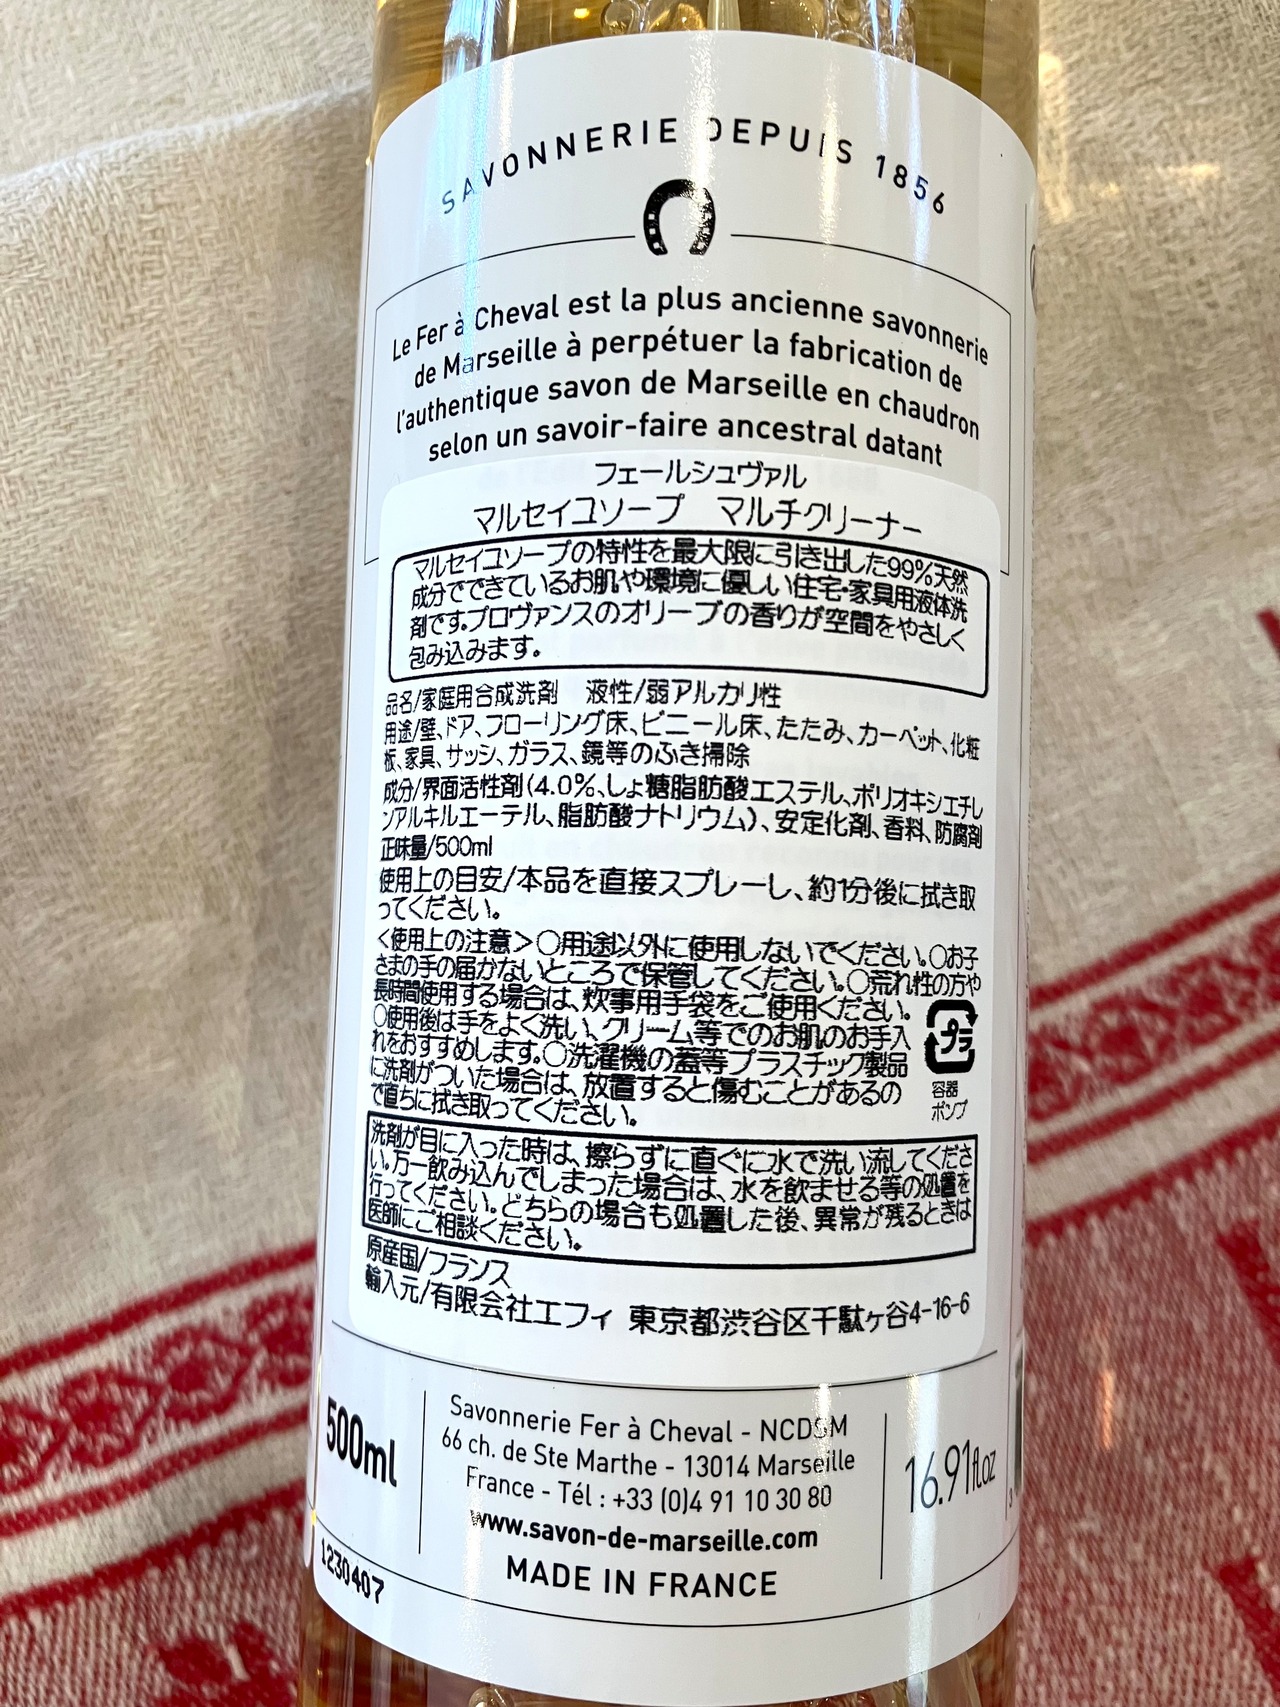 SAVONNERIE DEPUIS 1856
Le Fer à Cheval est la plus ancienne savonnerie
de Marseille à perpétuer la fabrication de
l'authentique savon de Marseille en chaudron
selon un savoir-faire ancestral datant
フェールシュヴァル
マルセイユソープ マルチクリーナー
マルセイユソープの特性を最大限に引き出した99%天然
成分でできているお肌や環境に優しい住宅・家具用液体洗
剤です。プロヴァンスのオリーブの香りが空間をやさしく
包み込みます。
品名/家庭用合成洗剤 液性/弱アルカリ性
用途/壁、ドア、フローリング床、ビニール床、たたみ、カーペット、化粧
板、家具、サッシ、ガラス、鏡等のふき掃除
成分/界面活性剤(4.0%、しょ糖脂肪酸エステル、ポリオキシエチレ
ンアルキルエーテル、脂肪酸ナトリウム)、安定化剤、香料、防腐剤
正味量/500ml
使用上の目安/本品を直接スプレーし、約1分後に拭き取
ってください。
<使用上の注意>○用途以外に使用しないでください。○お子
さまの手の届かないところで保管してください。○荒れ性の方や
長時間使用する場合は、炊事用手袋をご使用ください。
○使用後は手をよく洗い、クリーム等でのお肌のお手入
れをおすすめします。○洗濯機の蓋等プラスチック製品
に洗剤がついた場合は、放置すると傷むことがあるの
で直ちに拭き取ってください。
プラ
容器
ポンプ
洗剤が目に入った時は、擦らずに直ぐに水で洗い流してくださ
い。万一飲み込んでしまった場合は、水を飲ませる等の処置を
行ってください。どちらの場合も処置した後、異常が残るときは
医師にご相談ください。
原産国/フランス
輸入元/有限会社エフィ 東京都渋谷区千駄ヶ谷4-16-6
500ml
Savonnerie Fer à Cheval - NCDSM
66 ch. de Ste Marthe - 13014 Marseille
France - Tél : +33 (0)4 91 10 30 80
www.savon-de-marseille.com
MADE IN FRANCE
16.91fl.oz
1230407